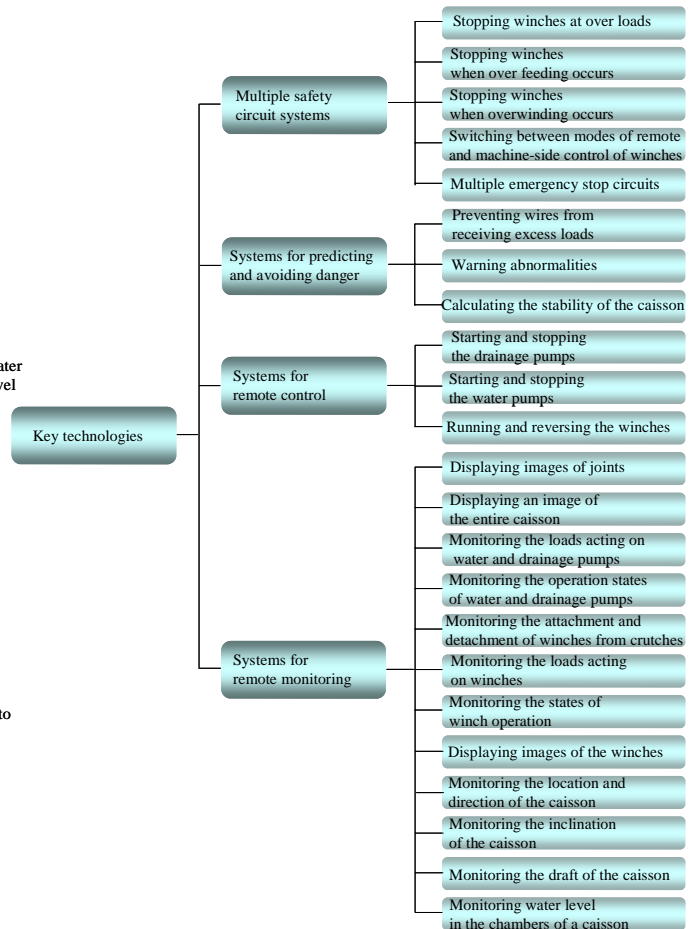 Key technologies
Multiple safety
circuit systems
Stopping winches at over loads
Stopping winches
when over feeding occurs
Stopping winches
when overwinding occurs
Switching between modes of remote
and machine-side control of winches
Multiple emergency stop circuits
Systems for predicting
and avoiding danger
Preventing wires from
receiving excess loads
Warning abnormalities
Calculating the stability of the caisson
Systems for
remote control
Starting and stopping
the drainage pumps
Starting and stopping
the water pumps
Running and reversing the winches
Systems for
remote monitoring
Displaying images of joints
Displaying an image of
the entire caisson
Monitoring the loads acting on
water and drainage pumps
Monitoring the operation states
of water and drainage pumps
Monitoring the attachment and
detachment of winches from crutches
Monitoring the loads acting
on winches
Monitoring the states of
winch operation
Displaying images of the winches
Monitoring the location and
direction of the caisson
Monitoring the inclination
of the caisson
Monitoring the draft of the caisson
Monitoring water level
in the chambers of a caisson
to